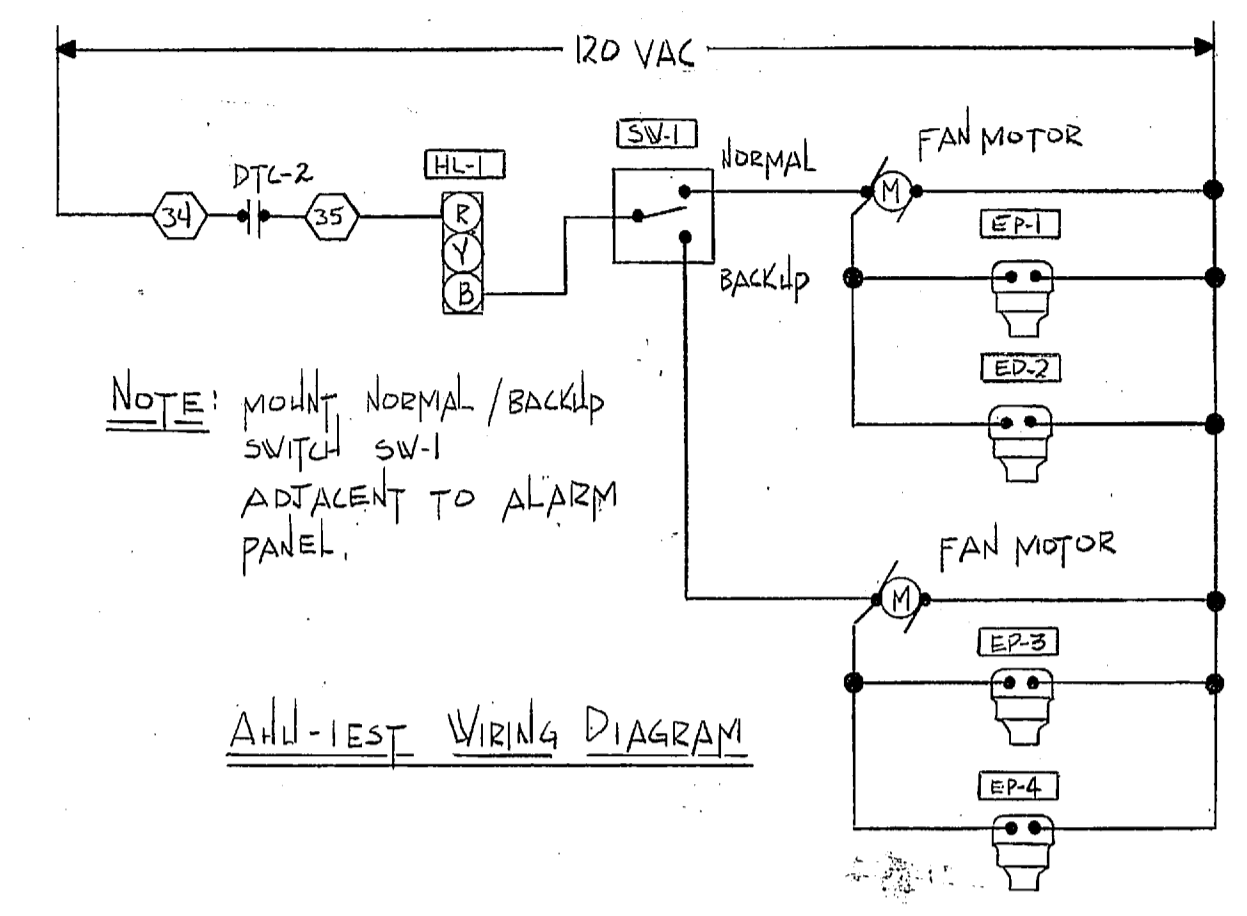 120 VAC
SW-1
NORMAL
FAN MOTOR
HL-1
DTC-2
M
34
35
R
EP-1
Y
B
BACKUP
ED-2
NOTE: MOUNT NORMAL / BACKUP
SWITCH SW-1
ADJACENT TO ALARM
PANEL.
FAN MOTOR
M
EP-3
AHU-1EST WIRING DIAGRAM
EP-4